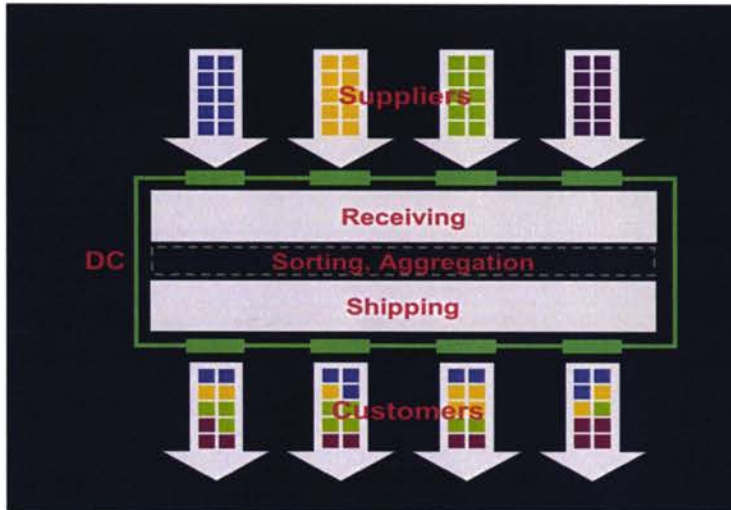 Suppliers
Receiving
DC
Sorting, Aggregation
Shipping
Customers